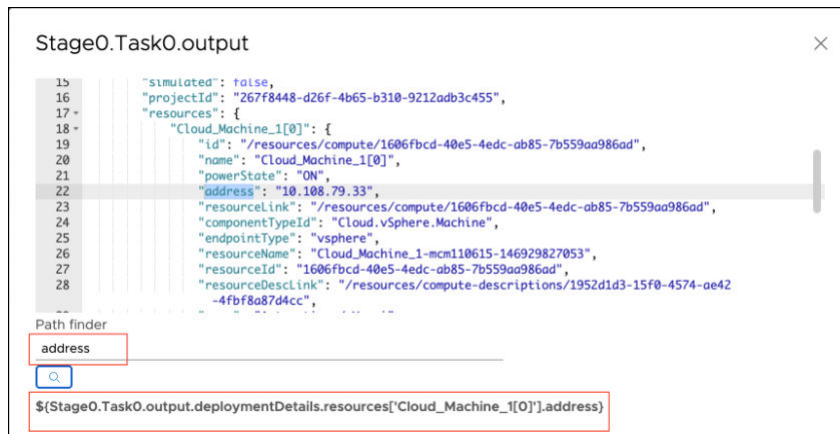 Stage0.Task0.output
15 "simulated": false,
16 "projectId": "267f8448-d26f-4b65-b310-9212adb3c455",
17 "resources": {
18 "Cloud_Machine_1[0]": {
19 "id": "/resources/compute/1606fbcd-40e5-4edc-ab85-7b559aa986ad",
20 "name": "Cloud_Machine_1[0]",
21 "powerState": "ON",
22 "address": "10.108.79.33",
23 "resourceLink": "/resources/compute/1606fbcd-40e5-4edc-ab85-7b559aa986ad",
24 "componentTypeId": "Cloud.vSphere.Machine",
25 "endpointType": "vsphere",
26 "resourceName": "Cloud_Machine_1-mcm110615-146929827053",
27 "resourceId": "1606fbcd-40e5-4edc-ab85-7b559aa986ad",
28 "resourceDescLink": "/resources/compute-descriptions/1952d1d3-15f0-4574-ae42
-4fbf8a87d4cc",
Path finder
address
${Stage0.Task0.output.deploymentDetails.resources['Cloud_Machine_1[0]'].address}